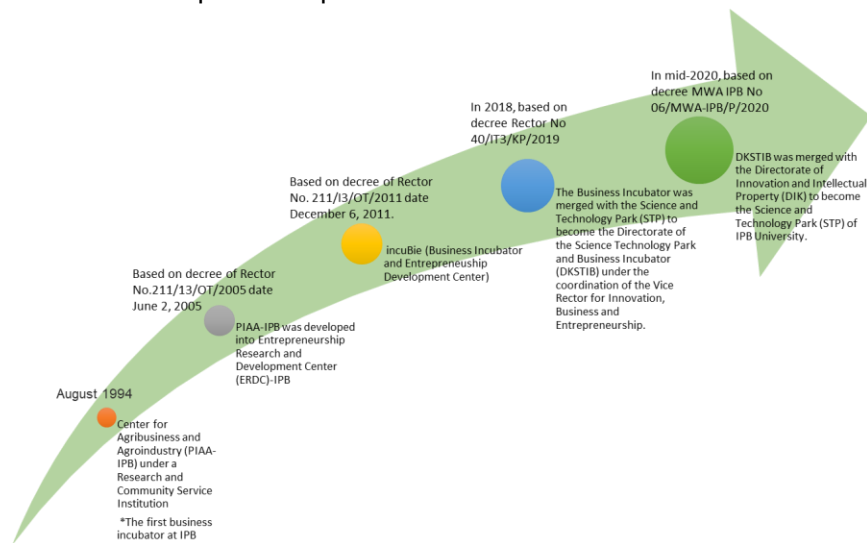 August 1994
Center for
Agribusiness and
Agroindustry (PIAA-
IPB) under a
Research and
Community Service
Institution
*The first business
incubator at IPB
Based on decree of Rector
No.211/13/OT/2005 date
June 2, 2005
PIAA-IPB was developed
into Entrepreneurship
Research and
Development Center
(ERDC)-IPB
Based on decree of Rector
No. 211/I3/OT/2011 date
December 6, 2011.
incuBie (Business Incubator
and Entrepreneuship
Development Center)
In 2018, based on
decree Rector No
40/IT3/KP/2019
The Business Incubator was
merged with the Science and
Technology Park (STP) to
become the Directorate of
the Science Technology Park
and Business Incubator
(DKSTIB) under the
coordination of the Vice
Rector for Innovation,
Business and
Entrepreneurship.
In mid-2020, based on
decree MWA IPB No
06/MWA-IPB/P/2020
DKSTIB was merged with
the Directorate of
Innovation and Intellectual
Property (DIK) to become
the Science and
Technology Park (STP) of
IPB University.